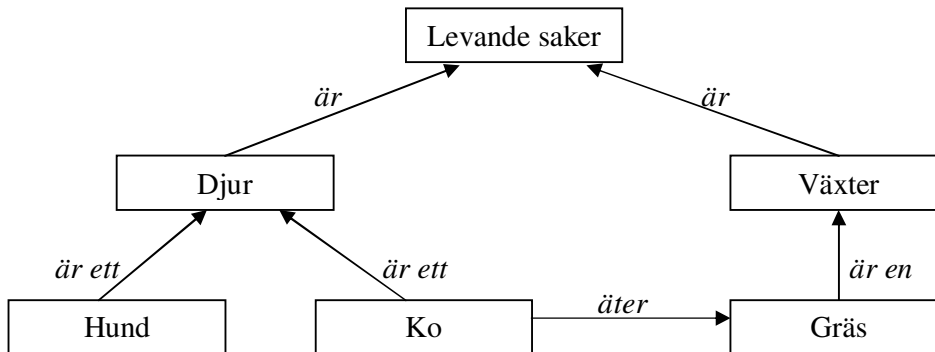 Levande saker
är
är
Djur
Växter
är ett
är ett
är en
äter
Hund
Ko
Gräs